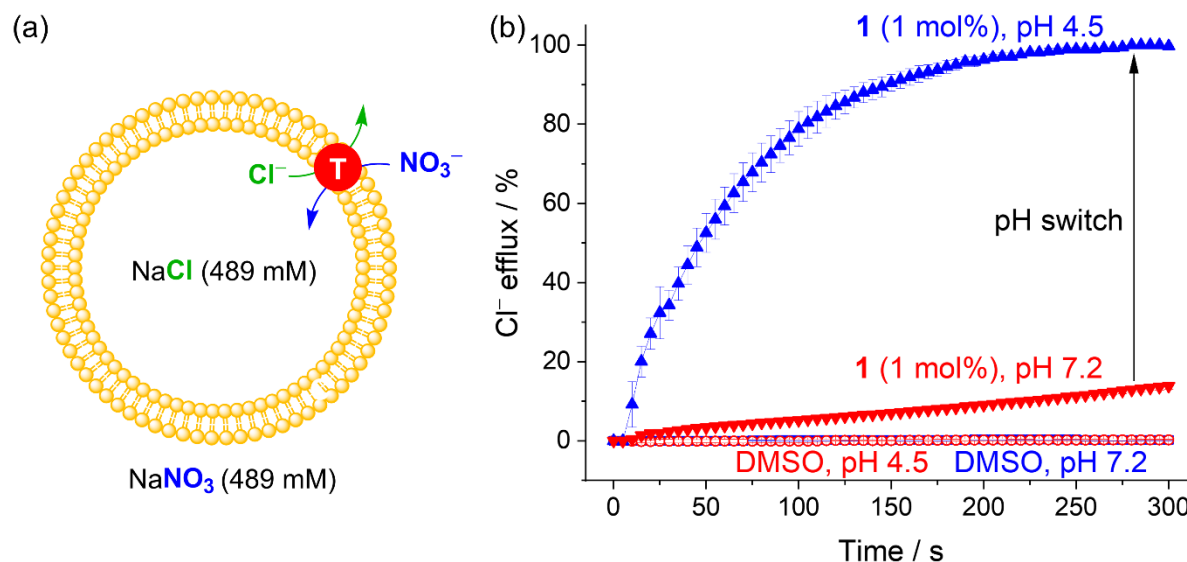 (a)
Cl⁻
T
NO₃⁻
NaCl (489 mM)
NaNO₃ (489 mM)
(b)
1 (1 mol%), pH 4.5
pH switch
1 (1 mol%), pH 7.2
DMSO, pH 4.5 DMSO, pH 7.2
Cl⁻ efflux / %
100
80
60
40
20
0
0 50 100 150 200 250 300
Time / s